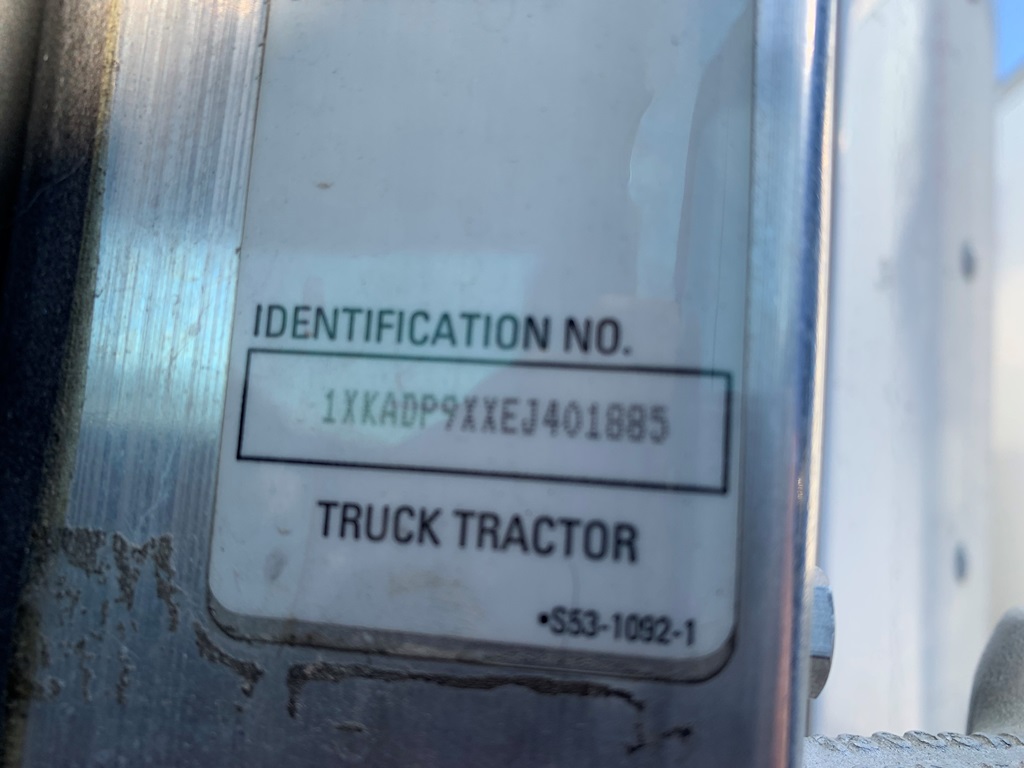 IDENTIFICATION NO.
1XKADP9XXEJ401885
TRUCK TRACTOR
•S53-1092-1